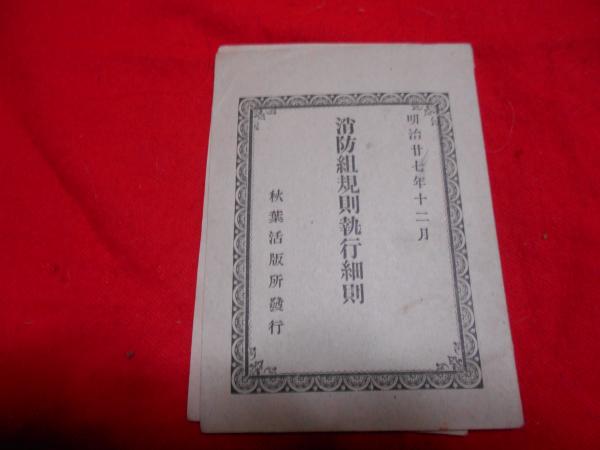 明治廿七年十二月
消防組規則執行細則
秋葉活版所發行